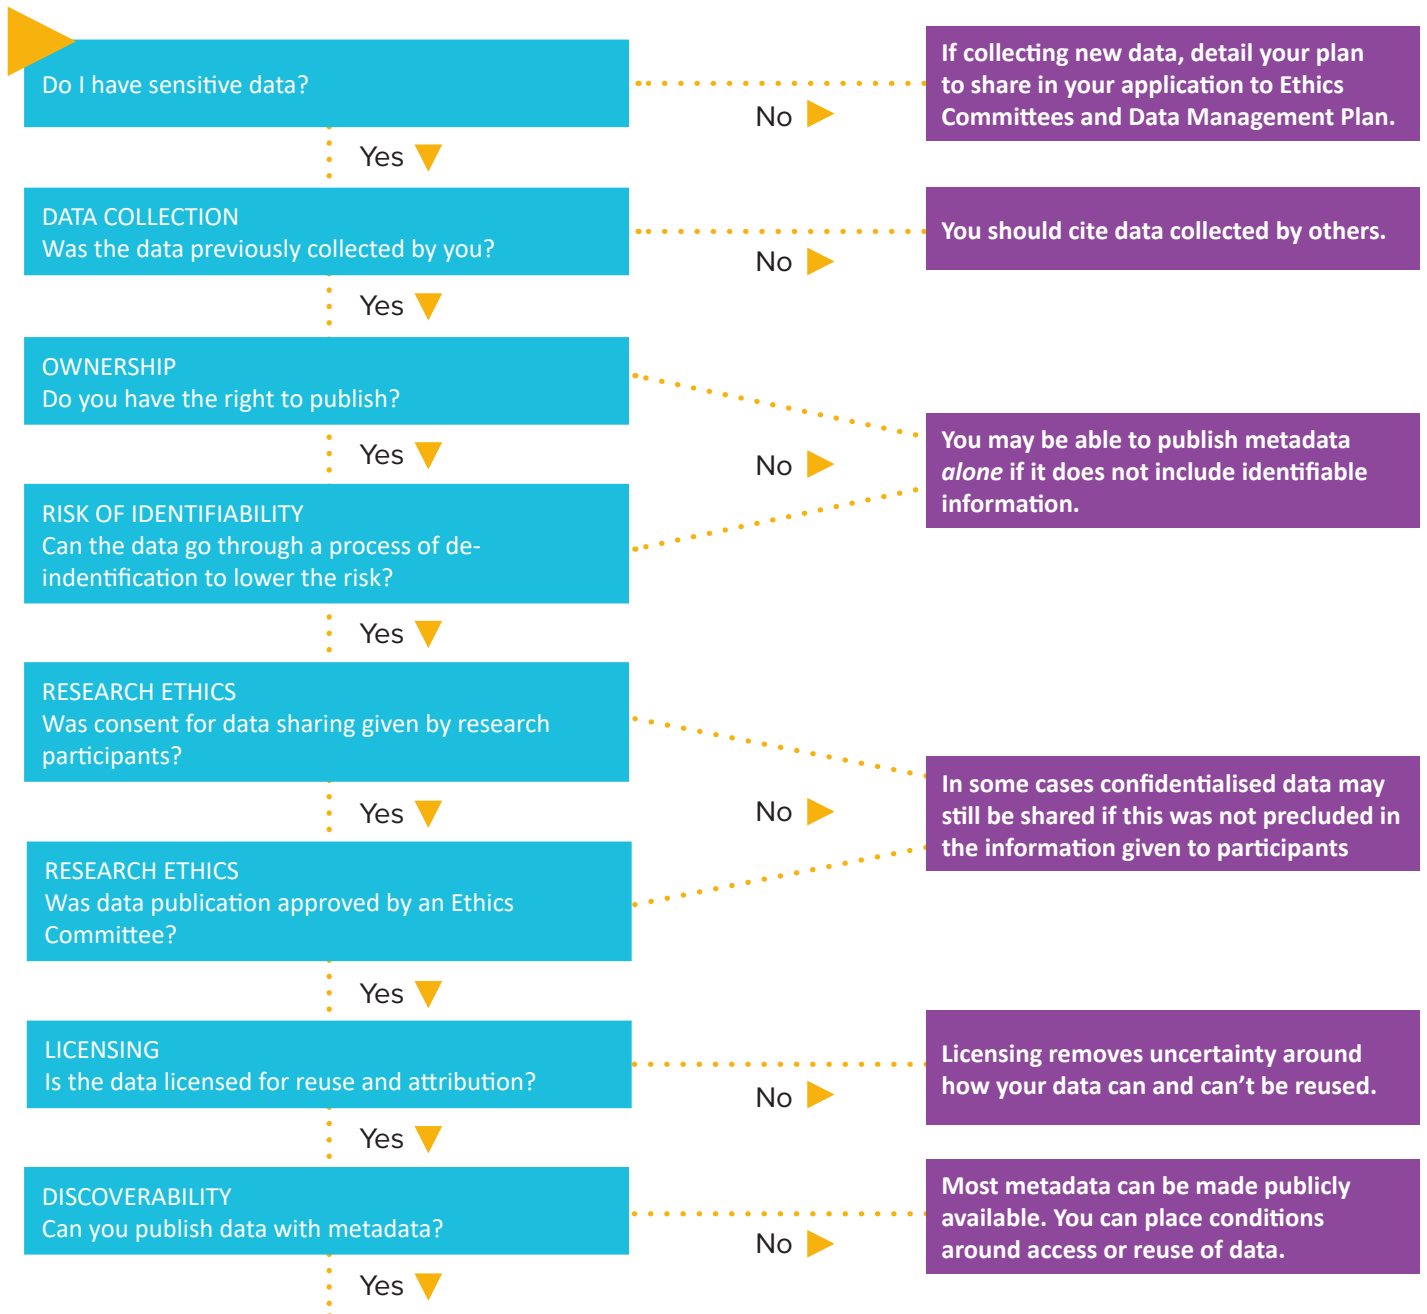 Do I have sensitive data?
No
If collecting new data, detail your plan
to share in your application to Ethics
Committees and Data Management Plan.
Yes
DATA COLLECTION
Was the data previously collected by you?
No
You should cite data collected by others.
Yes
OWNERSHIP
Do you have the right to publish?
Yes
No
You may be able to publish metadata
alone if it does not include identifiable
information.
RISK OF IDENTIFIABILITY
Can the data go through a process of de-
indentification to lower the risk?
Yes
RESEARCH ETHICS
Was consent for data sharing given by research
participants?
Yes
No
In some cases confidentialised data may
still be shared if this was not precluded in
the information given to participants
RESEARCH ETHICS
Was data publication approved by an Ethics
Committee?
Yes
LICENSING
Is the data licensed for reuse and attribution?
No
Licensing removes uncertainty around
how your data can and can’t be reused.
Yes
DISCOVERABILITY
Can you publish data with metadata?
No
Most metadata can be made publicly
available. You can place conditions
around access or reuse of data.
Yes